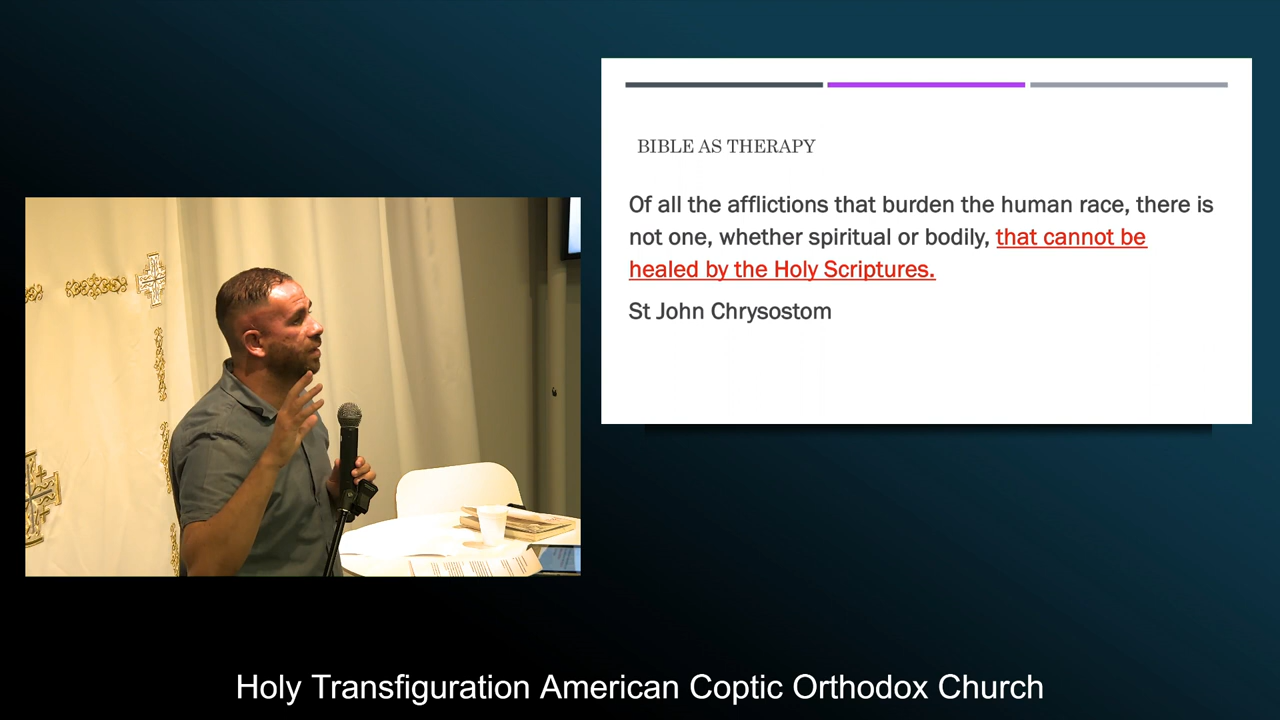 BIBLE AS THERAPY
Of all the afflictions that burden the human race, there is
not one, whether spiritual or bodily, that cannot be
healed by the Holy Scriptures.
St John Chrysostom
Holy Transfiguration American Coptic Orthodox Church